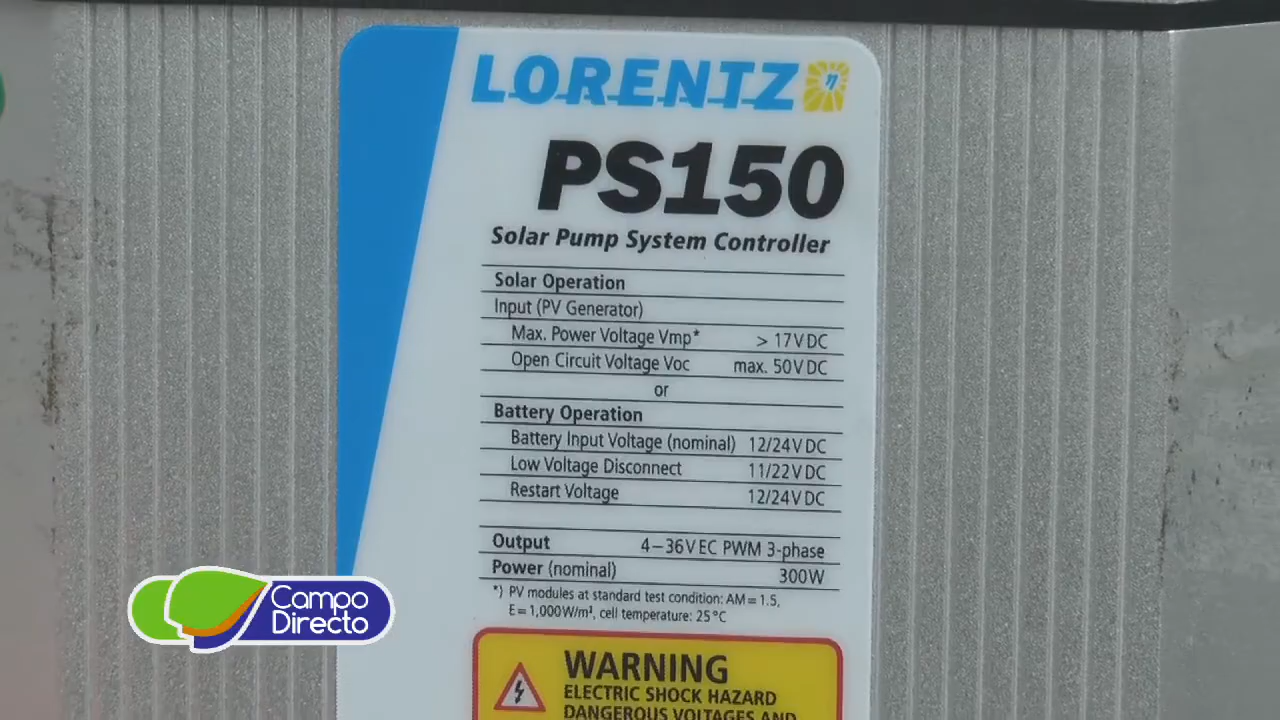 LORENTZ η
PS150
Solar Pump System Controller
Solar Operation
Input (PV Generator)
Max. Power Voltage Vmp* > 17V DC
Open Circuit Voltage Voc max. 50V DC
or
Battery Operation
Battery Input Voltage (nominal) 12/24V DC
Low Voltage Disconnect 11/22V DC
Restart Voltage 12/24V DC
Output 4–36V EC PWM 3-phase
Power (nominal) 300W
*) PV modules at standard test condition: AM = 1.5,
E = 1,000W/m², cell temperature: 25°C
WARNING
ELECTRIC SHOCK HAZARD
DANGEROUS VOLTAGES AND
Campo
Directo